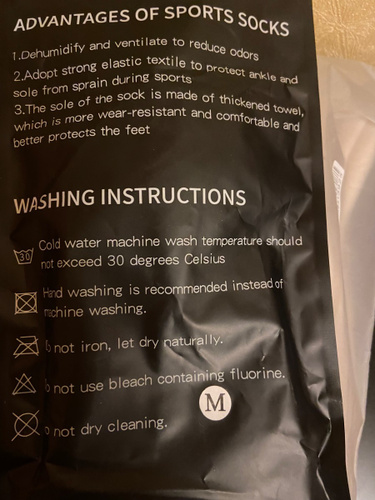 ADVANTAGES OF SPORTS SOCKS
1.Dehumidify and ventilate to reduce odors
2.Adopt strong elastic textile to protect ankle and
sole from sprain during sports
3.The sole of the sock is made of thickened towel,
which is more wear-resistant and comfortable and
better protects the feet
WASHING INSTRUCTIONS
30
Cold water machine wash temperature should
not exceed 30 degrees Celsius
Hand washing is recommended instead of
machine washing.
o not iron, let dry naturally.
o not use bleach containing fluorine.
M
o not dry cleaning.